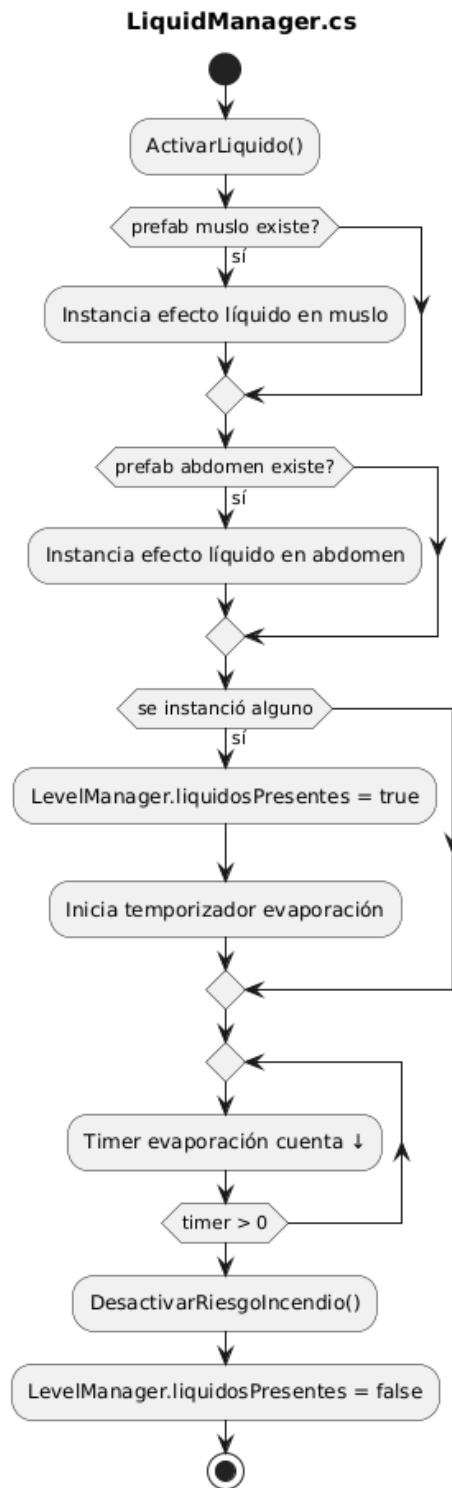 LiquidManager.cs
ActivarLiquido()
prefab muslo existe?
sí
Instancia efecto líquido en muslo
prefab abdomen existe?
sí
Instancia efecto líquido en abdomen
se instanció alguno
sí
LevelManager.liquidosPresentes = true
Inicia temporizador evaporación
Timer evaporación cuenta ↓
timer > 0
DesactivarRiesgoIncendio()
LevelManager.liquidosPresentes = false